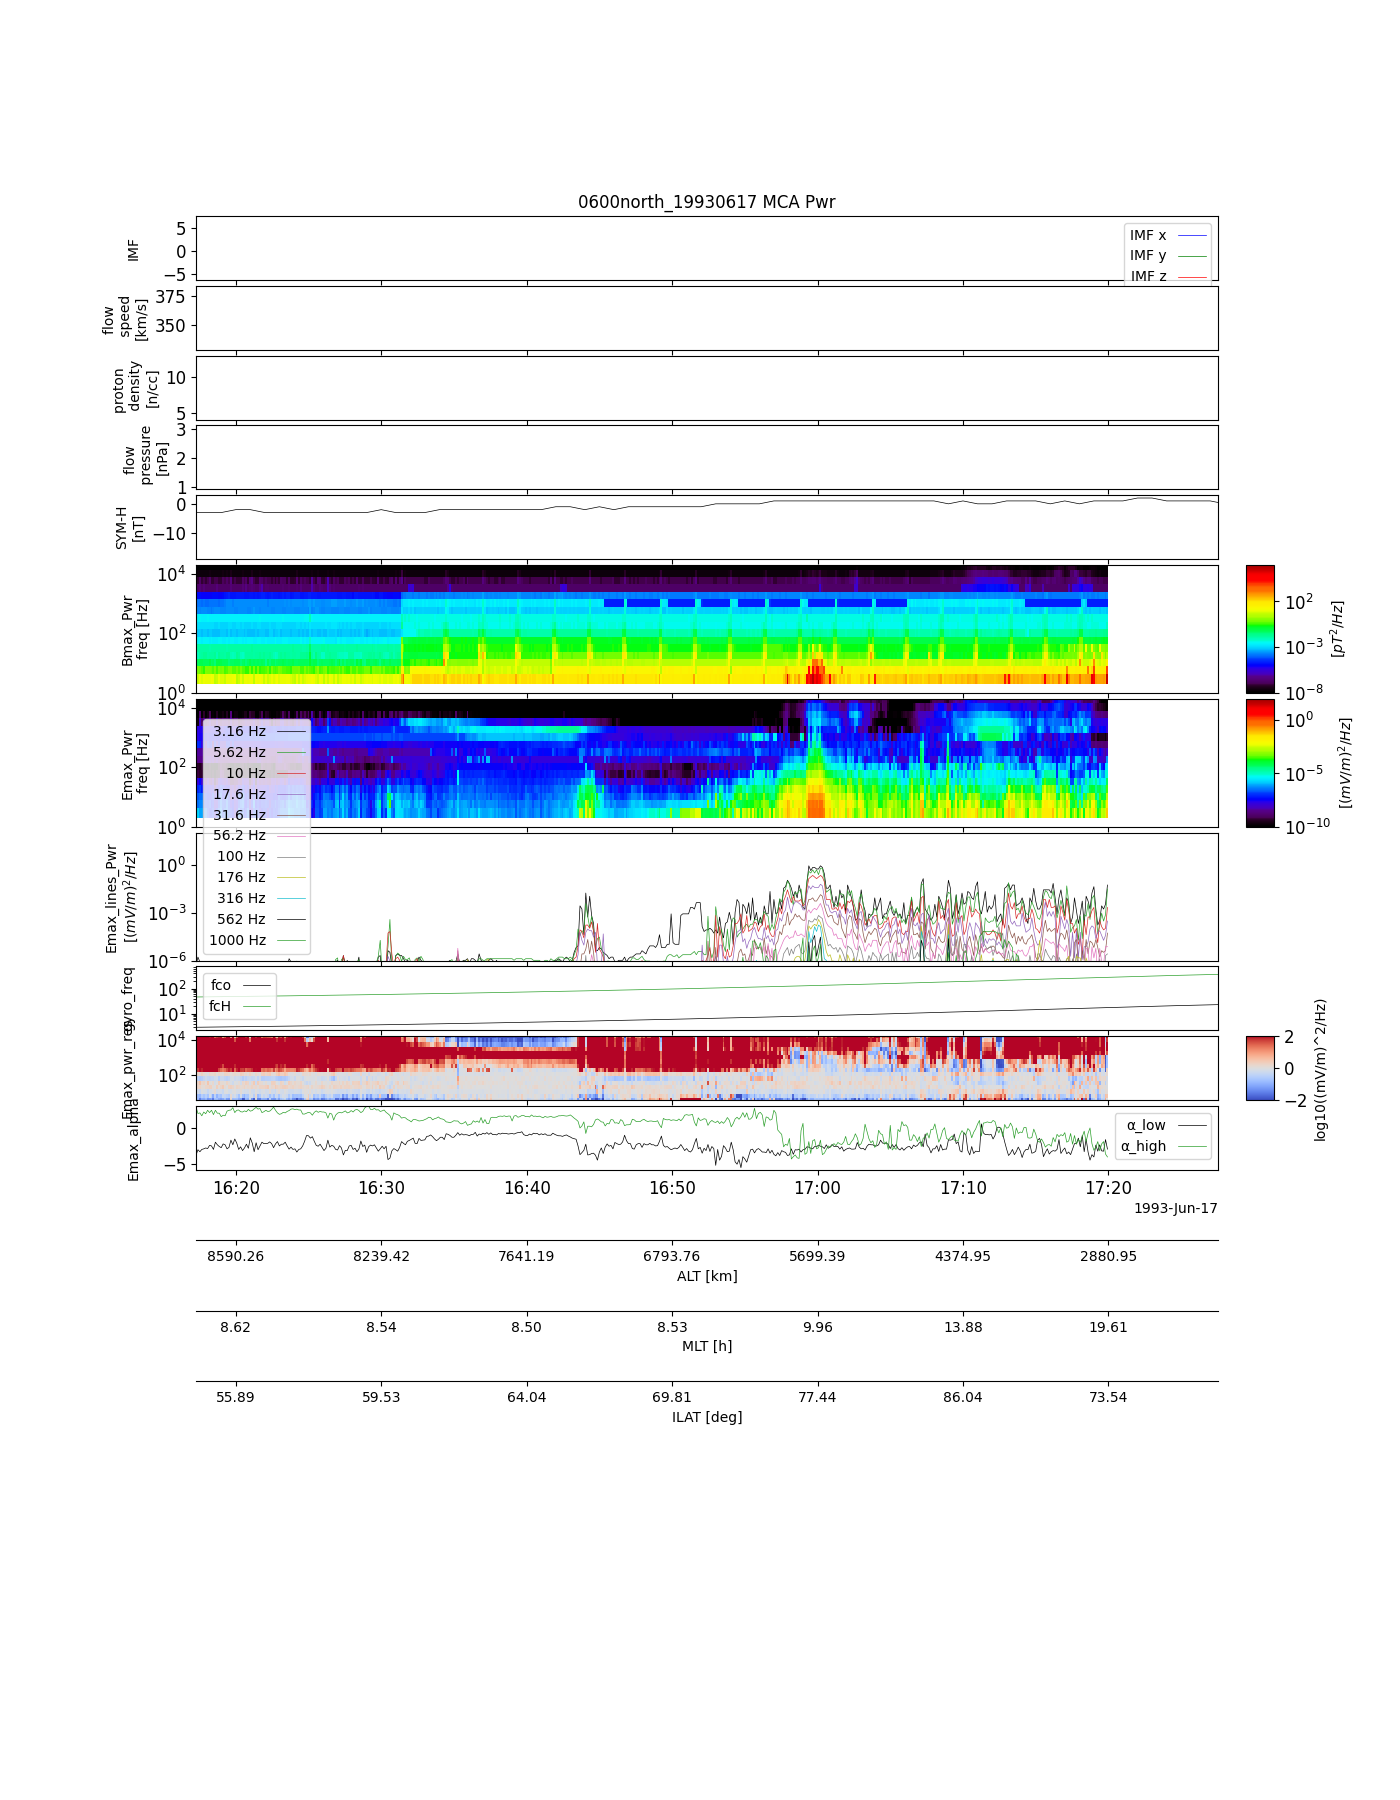 0600north_19930617 MCA Pwr
IMF
5
0
−5
IMF x
IMF y
IMF z
flow
speed
[km/s]
375
350
proton
density
[n/cc]
10
5
flow
pressure
[nPa]
3
2
1
SYM-H
[nT]
0
−10
Bmax_Pwr
freq [Hz]
10^4
10^2
10^0
10^2
10^−3
10^−8
[pT^2/Hz]
Emax_Pwr
freq [Hz]
10^4
10^2
10^0
10^0
10^−5
10^−10
[(mV/m)^2/Hz]
3.16 Hz
5.62 Hz
10 Hz
17.6 Hz
31.6 Hz
56.2 Hz
100 Hz
176 Hz
316 Hz
562 Hz
1000 Hz
Emax_lines_Pwr
[(mV/m)^2/Hz]
10^0
10^−3
10^−6
10^2
10^1
fco
fcH
10^4
10^2
2
0
−2
log10((mV/m)^2/Hz)
Emax_alpha
0
−5
α_low
α_high
16:20 16:30 16:40 16:50 17:00 17:10 17:20
1993-Jun-17
8590.26 8239.42 7641.19 6793.76 5699.39 4374.95 2880.95
ALT [km]
8.62 8.54 8.50 8.53 9.96 13.88 19.61
MLT [h]
55.89 59.53 64.04 69.81 77.44 86.04 73.54
ILAT [deg]